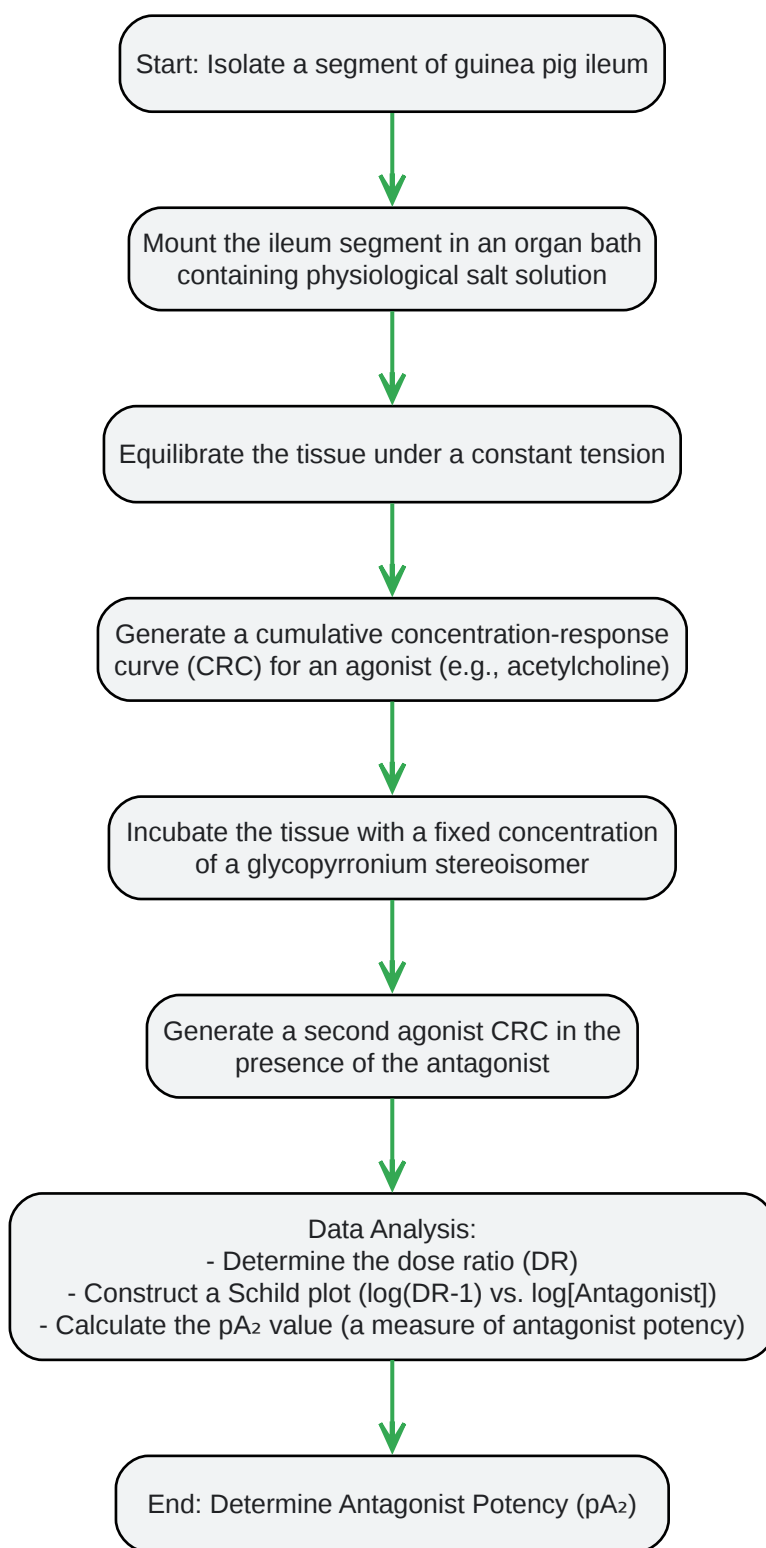 Start: Isolate a segment of guinea pig ileum
Mount the ileum segment in an organ bath
containing physiological salt solution
Equilibrate the tissue under a constant tension
Generate a cumulative concentration-response
curve (CRC) for an agonist (e.g., acetylcholine)
Incubate the tissue with a fixed concentration
of a glycopyrronium stereoisomer
Generate a second agonist CRC in the
presence of the antagonist
Data Analysis:
- Determine the dose ratio (DR)
- Construct a Schild plot (log(DR-1) vs. log[Antagonist])
- Calculate the pA₂ value (a measure of antagonist potency)
End: Determine Antagonist Potency (pA₂)